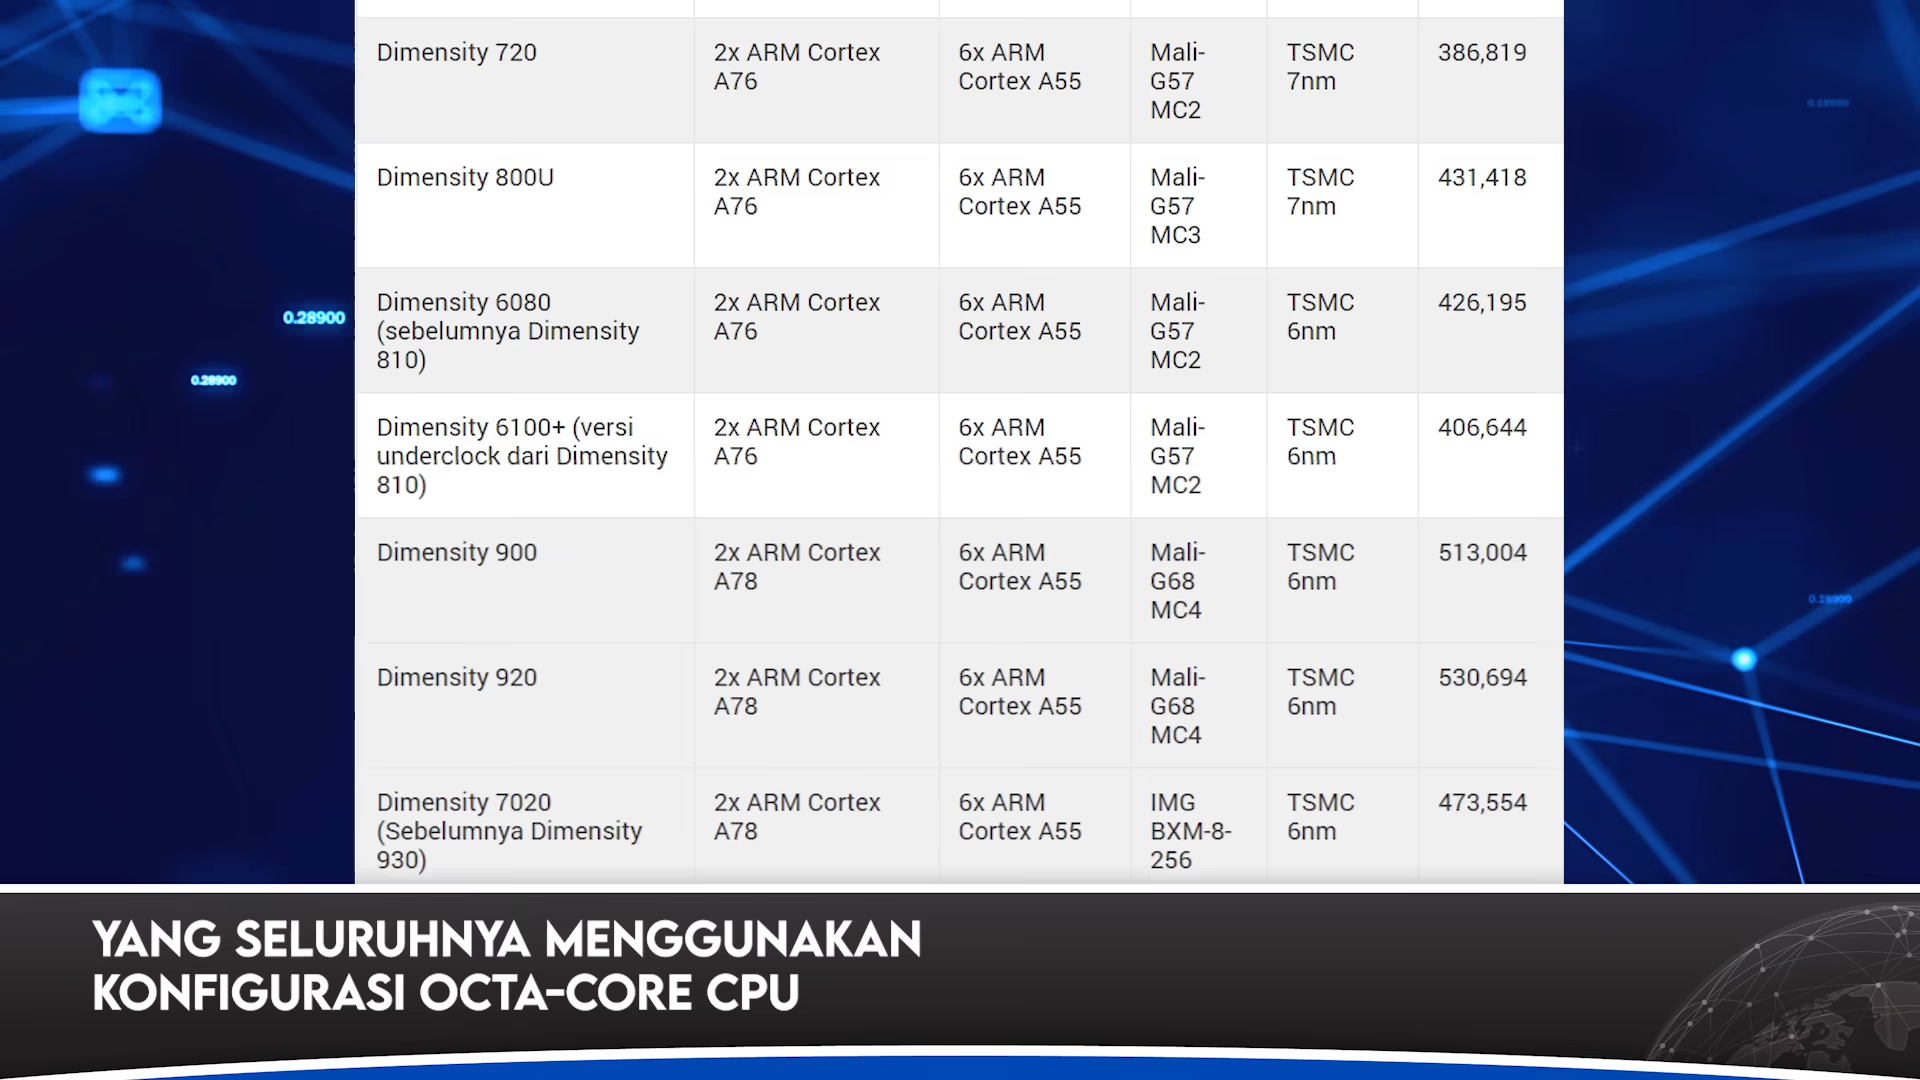 Dimensity 720
2x ARM Cortex
A76
6x ARM
Cortex A55
Mali-
G57
MC2
TSMC
7nm
386,819
Dimensity 800U
2x ARM Cortex
A76
6x ARM
Cortex A55
Mali-
G57
MC3
TSMC
7nm
431,418
Dimensity 6080
(sebelumnya Dimensity
810)
2x ARM Cortex
A76
6x ARM
Cortex A55
Mali-
G57
MC2
TSMC
6nm
426,195
Dimensity 6100+ (versi
underclock dari Dimensity
810)
2x ARM Cortex
A76
6x ARM
Cortex A55
Mali-
G57
MC2
TSMC
6nm
406,644
Dimensity 900
2x ARM Cortex
A78
6x ARM
Cortex A55
Mali-
G68
MC4
TSMC
6nm
513,004
Dimensity 920
2x ARM Cortex
A78
6x ARM
Cortex A55
Mali-
G68
MC4
TSMC
6nm
530,694
Dimensity 7020
(Sebelumnya Dimensity
930)
2x ARM Cortex
A78
6x ARM
Cortex A55
IMG
BXM-8-
256
TSMC
6nm
473,554
0.28900
0.28900
YANG SELURUHNYA MENGGUNAKAN
KONFIGURASI OCTA-CORE CPU